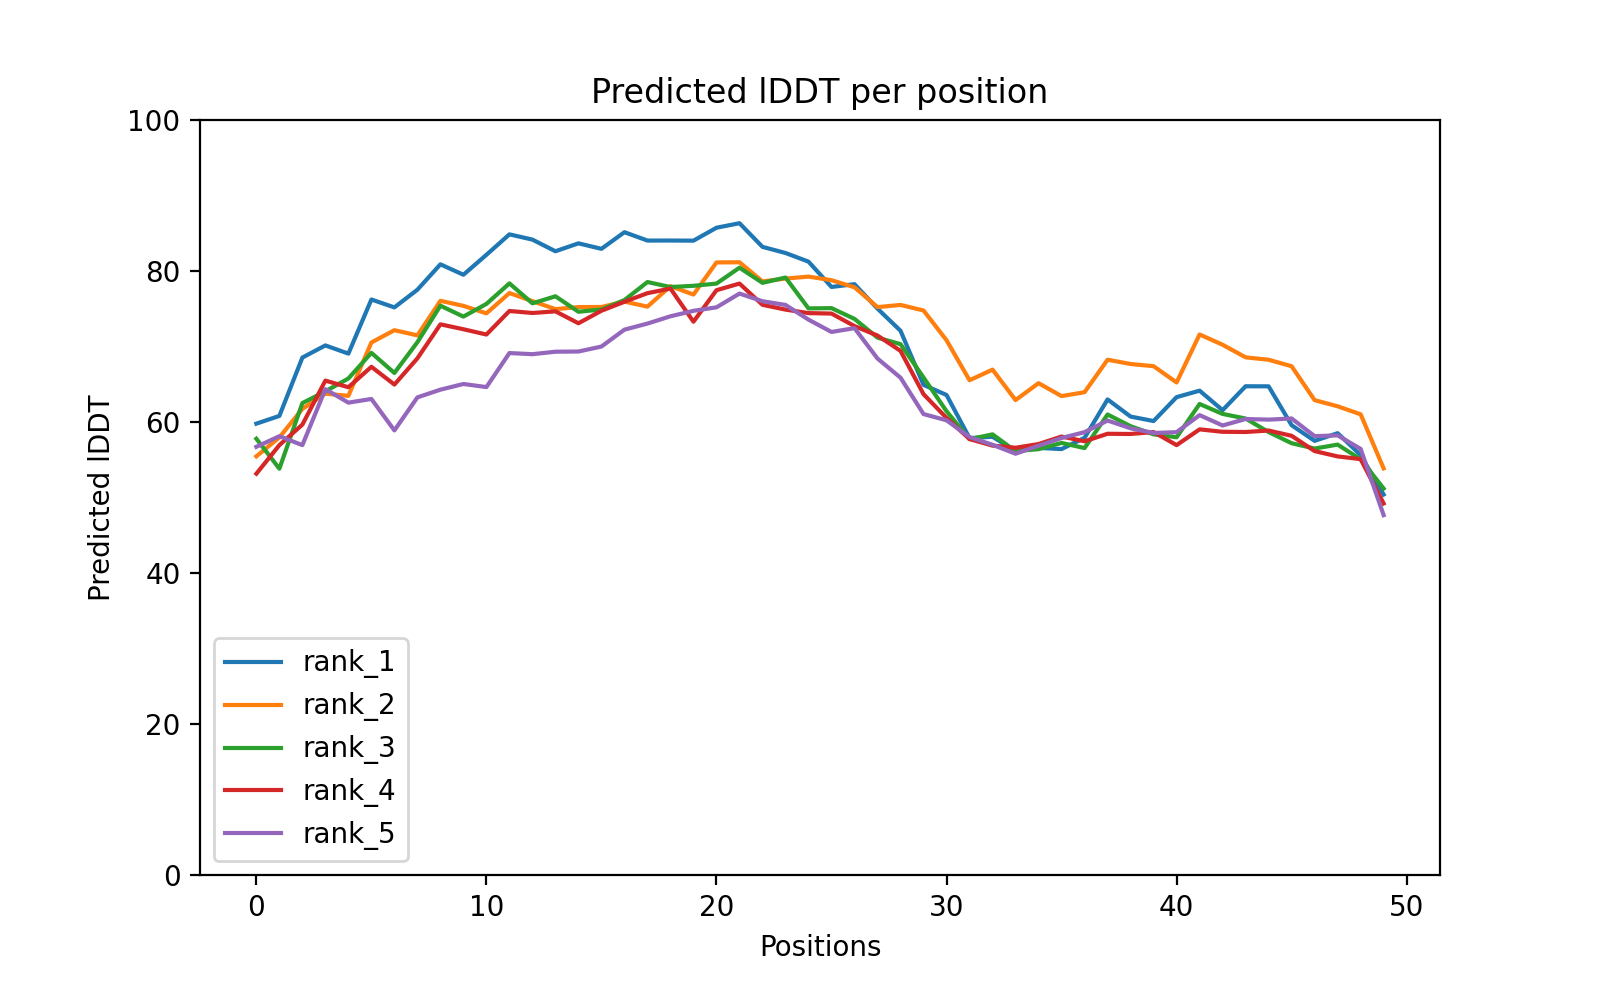 Predicted lDDT per position
100
80
60
40
20
0
Predicted lDDT
rank_1
rank_2
rank_3
rank_4
rank_5
0 10 20 30 40 50
Positions